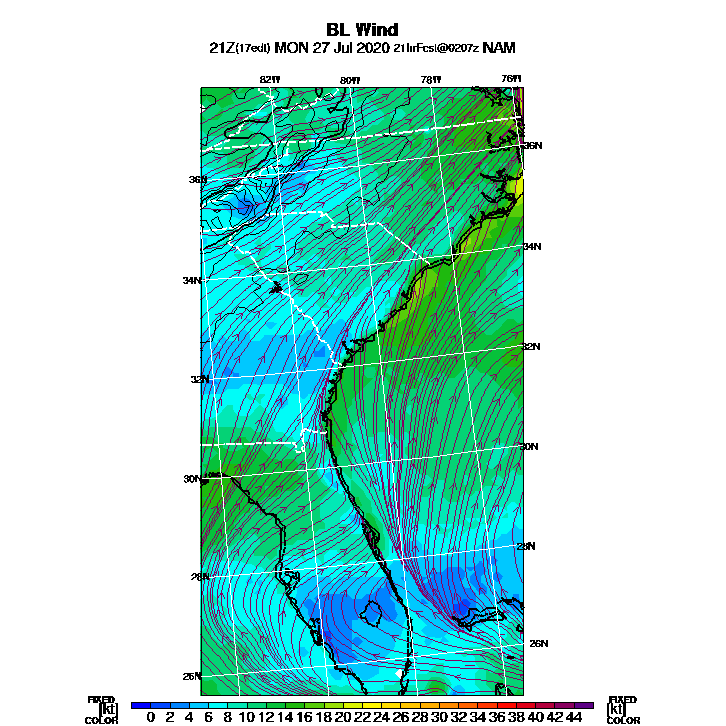 BL Wind
21Z(17edt) MON 27 Jul 2020 21hrFcst@0207z NAM
82W 80W 78W 76W
36N
36N
34N
34N
32N
32N
30N
30N
28N
28N
26N
26N
FIXED FIXED
[kt] 0 2 4 6 8 10 12 14 16 18 20 22 24 26 28 30 32 34 36 38 40 42 44 [kt]
COLOR COLOR